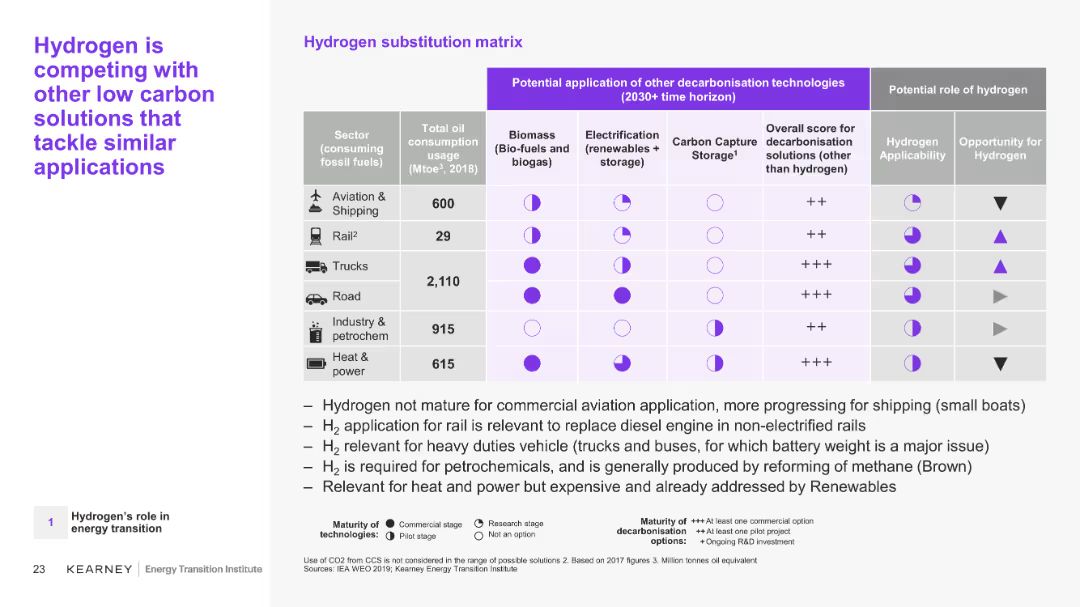 Hydrogen is
competing with
other low carbon
solutions that
tackle similar
applications
Hydrogen substitution matrix
Potential application of other decarbonisation technologies
(2030+ time horizon)
Potential role of hydrogen
Sector
(consuming
fossil fuels)
Total oil
consumption
usage
(Mtoe³, 2018)
Biomass
(Bio-fuels and
biogas)
Electrification
(renewables +
storage)
Carbon Capture
Storage¹
Overall score for
decarbonisation
solutions (other
than hydrogen)
Hydrogen
Applicability
Opportunity for
Hydrogen
Aviation &
Shipping
600
++
Rail²
29
++
Trucks
2,110
+++
Road
+++
Industry &
petrochem
915
++
Heat &
power
615
+++
– Hydrogen not mature for commercial aviation application, more progressing for shipping (small boats)
– H₂ application for rail is relevant to replace diesel engine in non-electrified rails
– H₂ relevant for heavy duties vehicle (trucks and buses, for which battery weight is a major issue)
– H₂ is required for petrochemicals, and is generally produced by reforming of methane (Brown)
– Relevant for heat and power but expensive and already addressed by Renewables
Maturity of
technologies:
Commercial stage
Pilot stage
Research stage
Not an option
Maturity of
decarbonisation
options:
+++ At least one commercial option
++ At least one pilot project
+ Ongoing R&D investment
Use of CO2 from CCS is not considered in the range of possible solutions 2. Based on 2017 figures 3. Million tonnes oil equivalent
Sources: IEA WEO 2019; Kearney Energy Transition Institute
1
Hydrogen's role in
energy transition
23 KEARNEY Energy Transition Institute